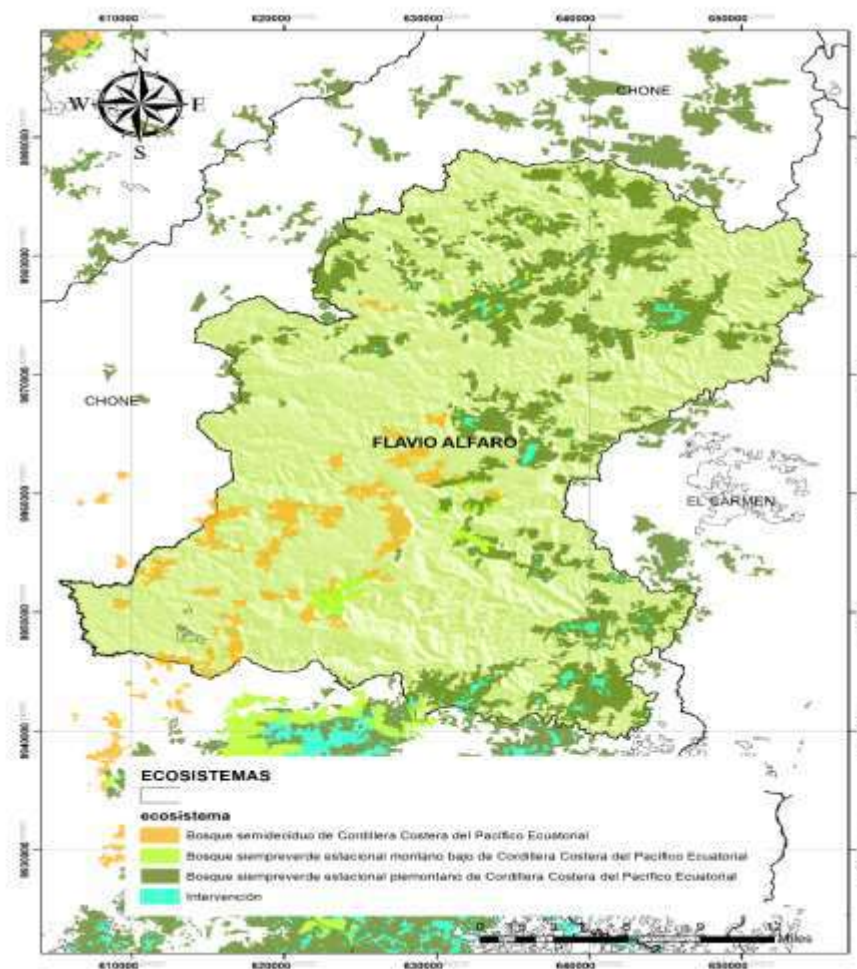 610000 620000 630000 640000 650000
N
W E
S
CHONE
CHONE
FLAVIO ALFARO
EL CARMEN
ECOSISTEMAS
ecosistema
Bosque semideciduo de Cordillera Costera del Pacífico Ecuatorial
Bosque siempreverde estacional montano bajo de Cordillera Costera del Pacífico Ecuatorial
Bosque siempreverde estacional piemontano de Cordillera Costera del Pacífico Ecuatorial
Intervención
Miles
610000 620000 630000 640000 650000